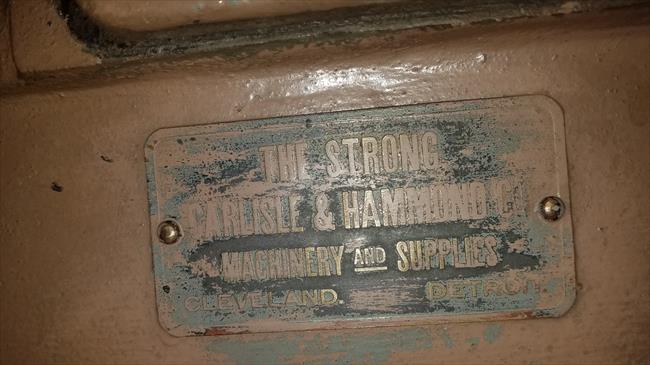 THE STRONG
CARLISLE & HAMMOND CO
MACHINERY AND SUPPLIES
CLEVELAND. DETROIT